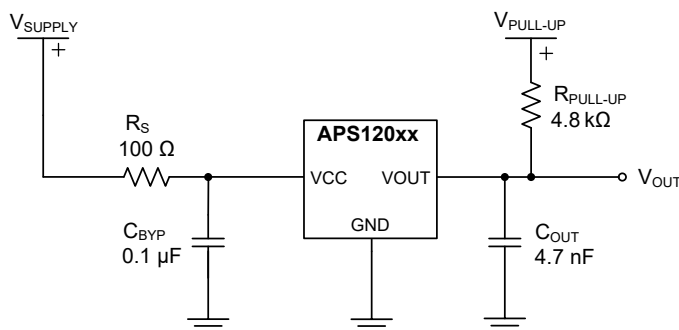 VSUPPLY
+
VPULL-UP
+
RPULL-UP
4.8 kΩ
RS
100 Ω
APS120xx
VCC
VOUT
GND
VOUT
CBYP
0.1 µF
COUT
4.7 nF